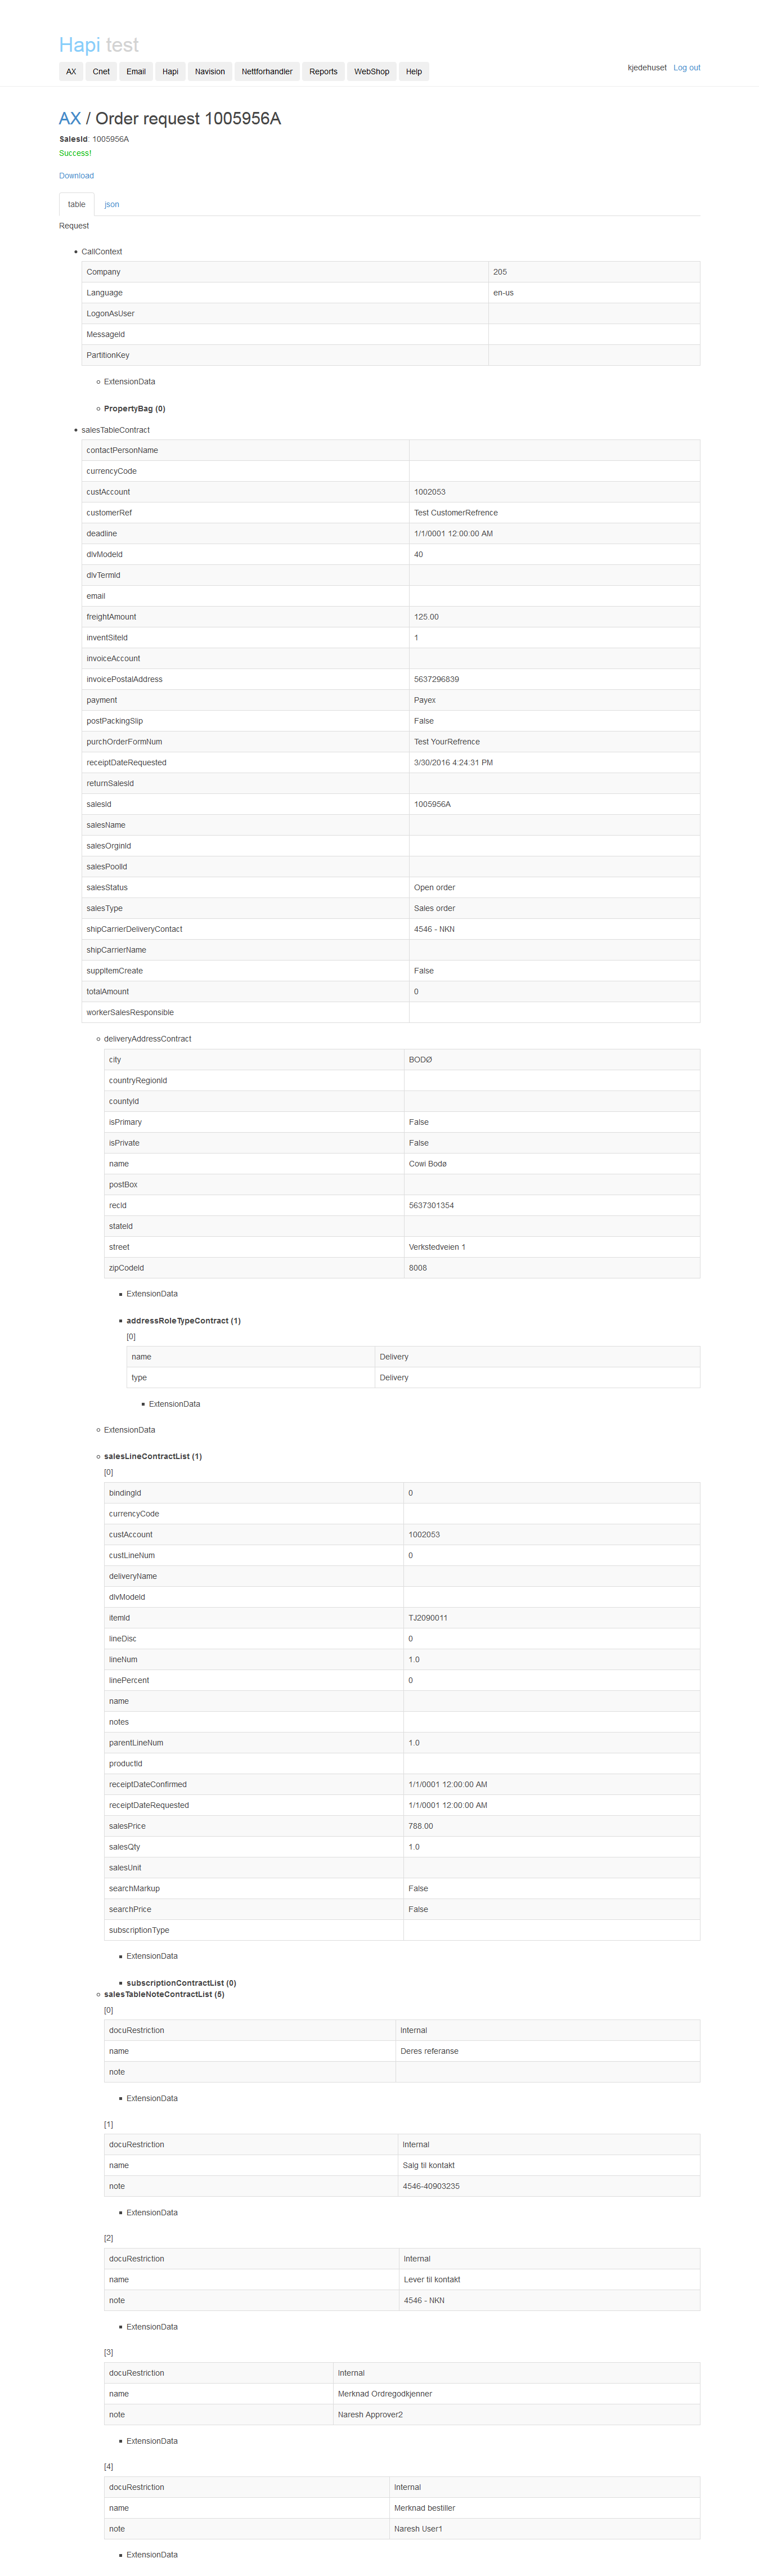 Hapi test
AX Cnet Email Hapi Navision Nettforhandler Reports WebShop Help
kjedehuset Log out
AX / Order request 1005956A
SalesId: 1005956A
Success!
Download
table json
Request
CallContext
Company 205
Language en-us
LogonAsUser
MessageId
PartitionKey
ExtensionData
PropertyBag (0)
salesTableContract
contactPersonName
currencyCode
custAccount 1002053
customerRef Test CustomerRefrence
deadline 1/1/0001 12:00:00 AM
dlvModeId 40
dlvTermId
email
freightAmount 125.00
inventSiteId 1
invoiceAccount
invoicePostalAddress 5637296839
payment Payex
postPackingSlip False
purchOrderFormNum Test YourRefrence
receiptDateRequested 3/30/2016 4:24:31 PM
returnSalesId
salesId 1005956A
salesName
salesOrginId
salesPoolId
salesStatus Open order
salesType Sales order
shipCarrierDeliveryContact 4546 - NKN
shipCarrierName
suppItemCreate False
totalAmount 0
workerSalesResponsible
deliveryAddressContract
city BODØ
countryRegionId
countyId
isPrimary False
isPrivate False
name Cowi Bodø
postBox
recId 5637301354
stateId
street Verkstedveien 1
zipCodeId 8008
ExtensionData
addressRoleTypeContract (1)
[0]
name Delivery
type Delivery
ExtensionData
ExtensionData
salesLineContractList (1)
[0]
bindingId 0
currencyCode
custAccount 1002053
custLineNum 0
deliveryName
dlvModeId
itemId TJ2090011
lineDisc 0
lineNum 1.0
linePercent 0
name
notes
parentLineNum 1.0
productId
receiptDateConfirmed 1/1/0001 12:00:00 AM
receiptDateRequested 1/1/0001 12:00:00 AM
salesPrice 788.00
salesQty 1.0
salesUnit
searchMarkup False
searchPrice False
subscriptionType
ExtensionData
subscriptionContractList (0)
salesTableNoteContractList (5)
[0]
docuRestriction Internal
name Deres referanse
note
ExtensionData
[1]
docuRestriction Internal
name Salg til kontakt
note 4546-40903235
ExtensionData
[2]
docuRestriction Internal
name Lever til kontakt
note 4546 - NKN
ExtensionData
[3]
docuRestriction Internal
name Merknad Ordregodkjenner
note Naresh Approver2
ExtensionData
[4]
docuRestriction Internal
name Merknad bestiller
note Naresh User1
ExtensionData